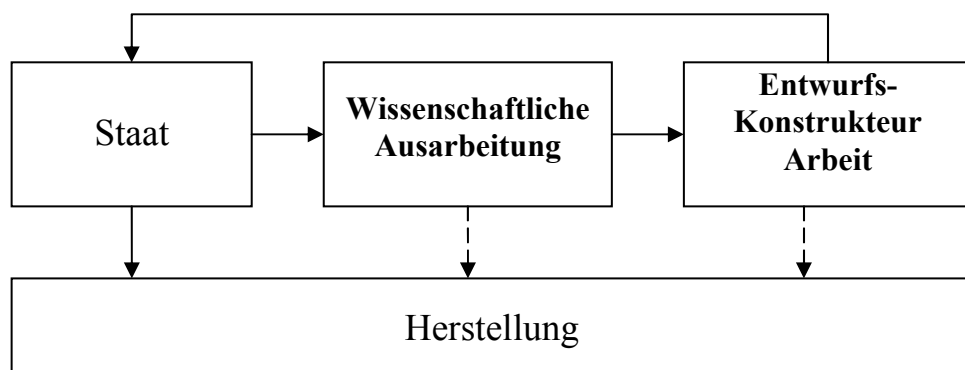 Staat
Wissenschaftliche
Ausarbeitung
Entwurfs-
Konstrukteur
Arbeit
Herstellung